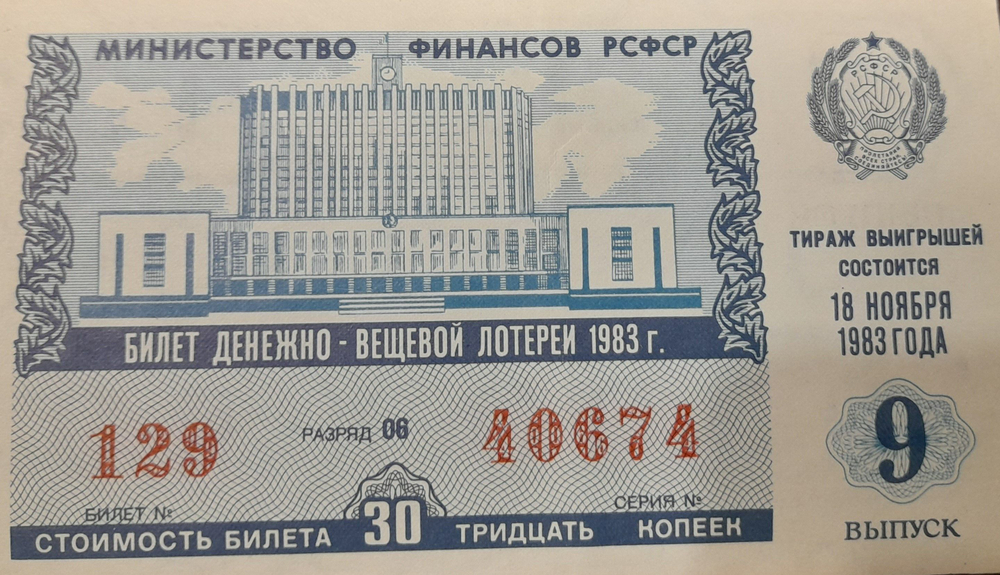 МИНИСТЕРСТВО ФИНАНСОВ РСФСР
БИЛЕТ ДЕНЕЖНО - ВЕЩЕВОЙ ЛОТЕРЕИ 1983 г.
129 РАЗРЯД 06 40674
БИЛЕТ № СЕРИЯ №
СТОИМОСТЬ БИЛЕТА 30 ТРИДЦАТЬ КОПЕЕК
РСФСР
ТИРАЖ ВЫИГРЫШЕЙ
СОСТОИТСЯ
18 НОЯБРЯ
1983 ГОДА
9
ВЫПУСК